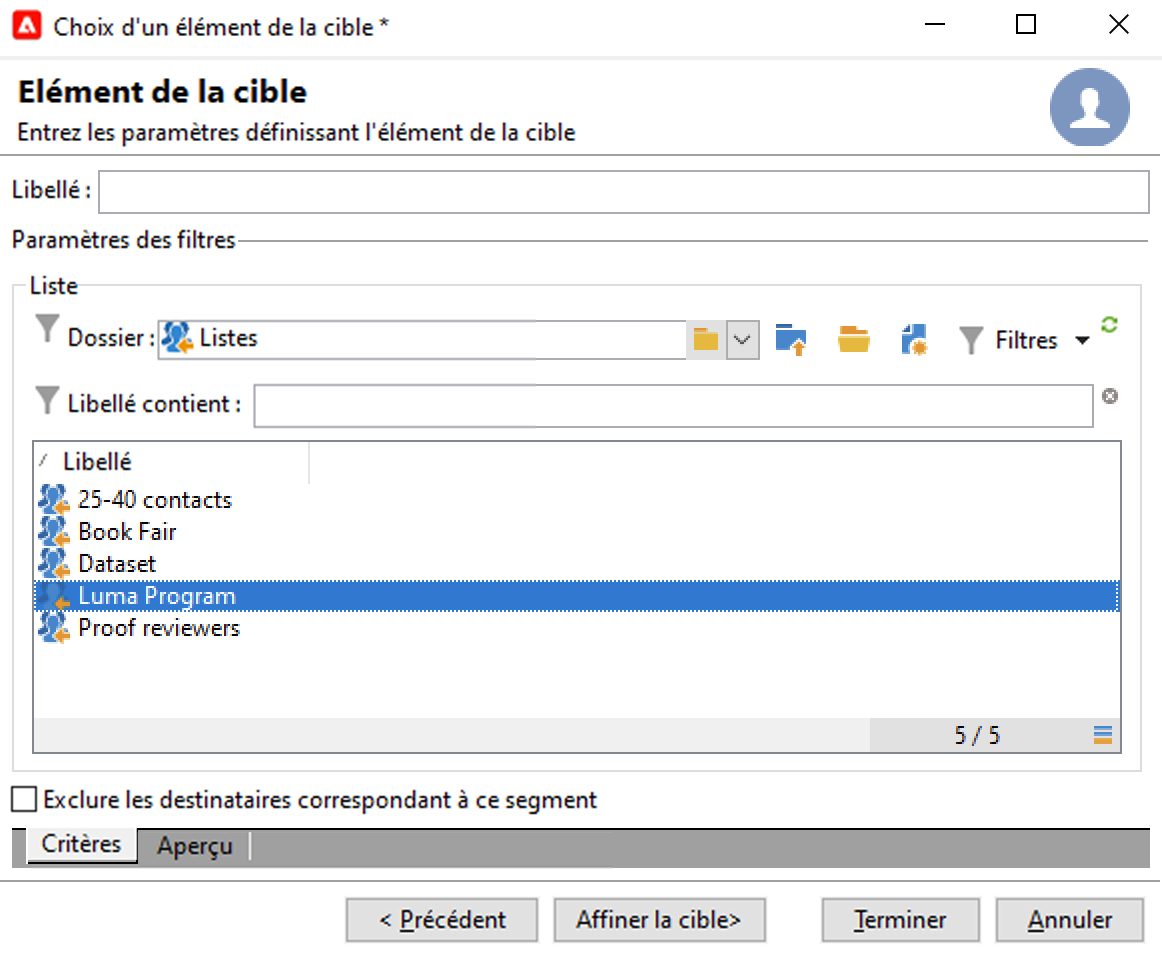 Choix d'un élément de la cible *
Elément de la cible
Entrez les paramètres définissant l'élément de la cible
Libellé :
Paramètres des filtres
Liste
Dossier : Listes Filtres
Libellé contient :
Libellé
25-40 contacts
Book Fair
Dataset
Luma Program
Proof reviewers
5 / 5
Exclure les destinataires correspondant à ce segment
Critères Aperçu
< Précédent Affiner la cible> Terminer Annuler